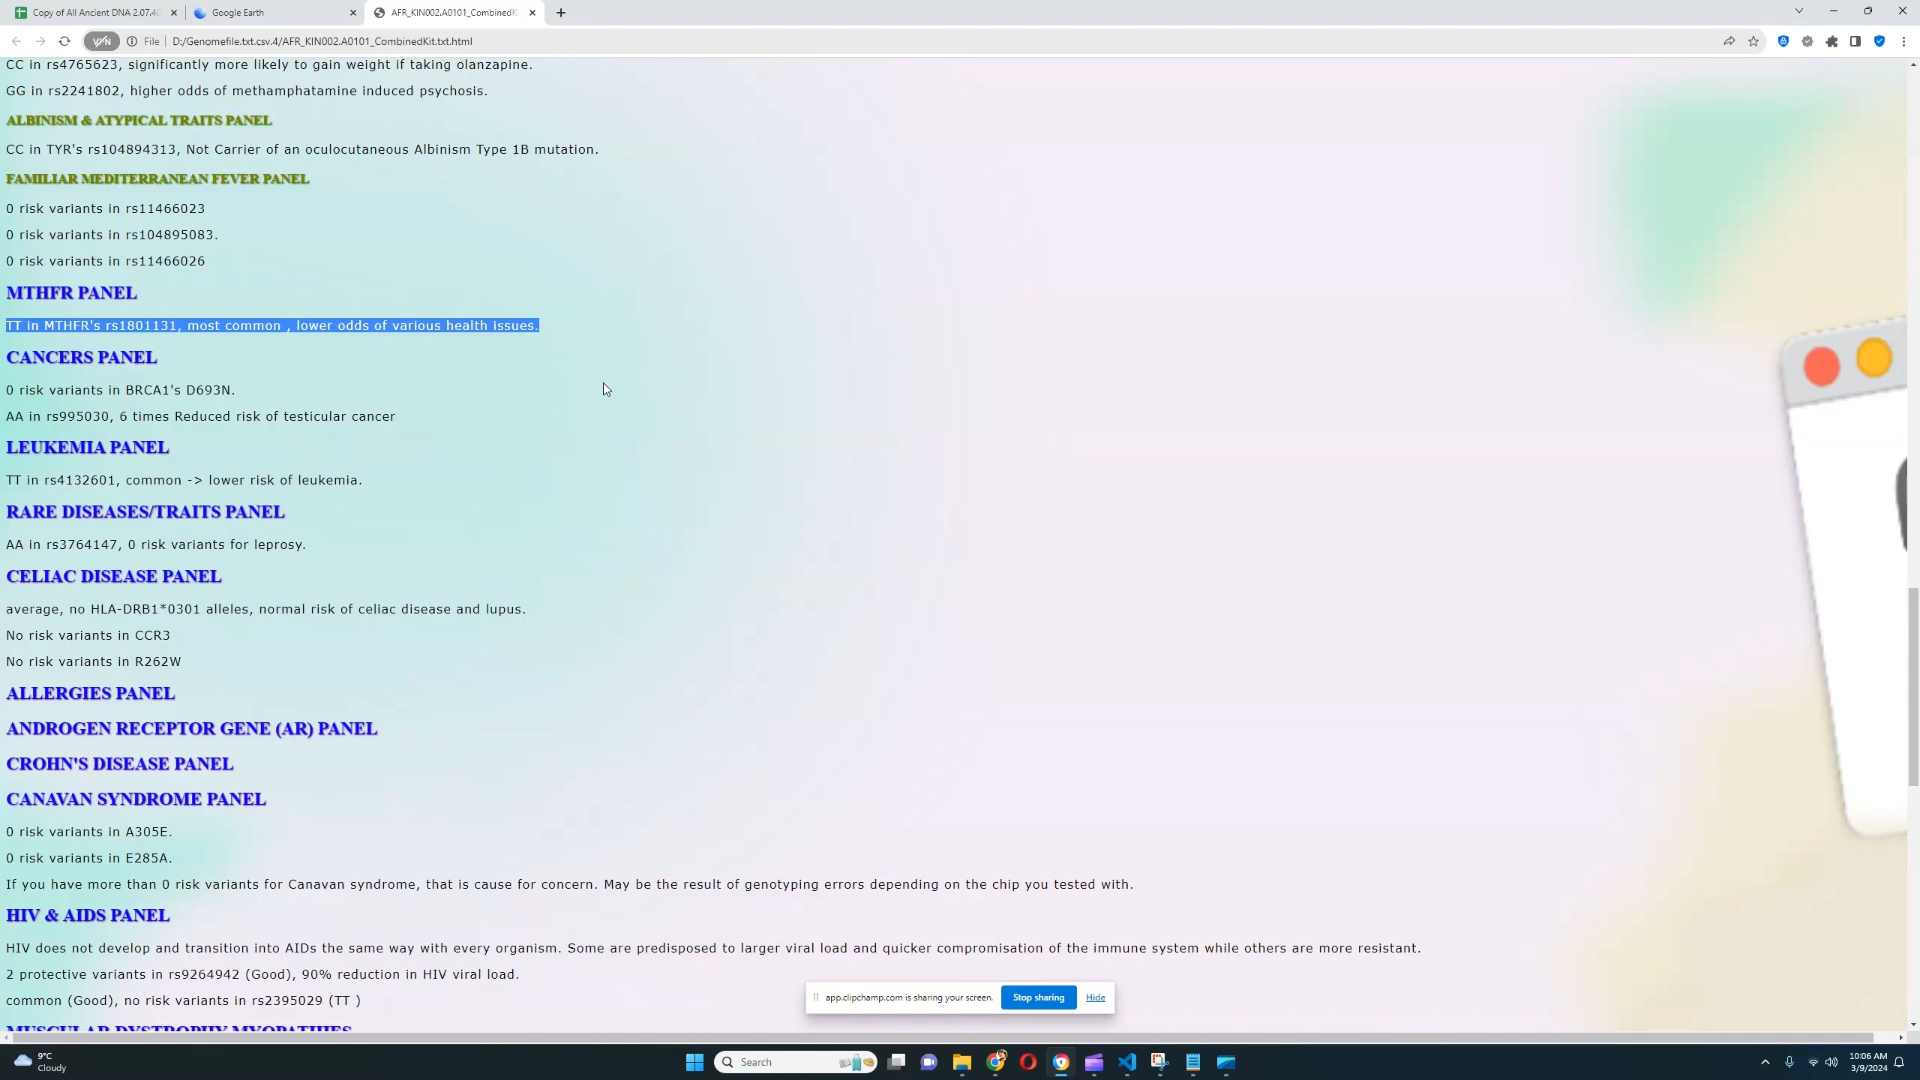 Copy of All Ancient DNA 2.07.40
Google Earth
AFR_KIN002.A0101_CombinedK
File
D:/Genomefile.txt.csv.4/AFR_KIN002.A0101_CombinedKit.txt.html
CC in rs4765623, significantly more likely to gain weight if taking olanzapine.
GG in rs2241802, higher odds of methamphatamine induced psychosis.
ALBINISM & ATYPICAL TRAITS PANEL
CC in TYR's rs104894313, Not Carrier of an oculocutaneous Albinism Type 1B mutation.
FAMILIAR MEDITERRANEAN FEVER PANEL
0 risk variants in rs11466023
0 risk variants in rs104895083.
0 risk variants in rs11466026
MTHFR PANEL
TT in MTHFR's rs1801131, most common , lower odds of various health issues.
CANCERS PANEL
0 risk variants in BRCA1's D693N.
AA in rs995030, 6 times Reduced risk of testicular cancer
LEUKEMIA PANEL
TT in rs4132601, common -> lower risk of leukemia.
RARE DISEASES/TRAITS PANEL
AA in rs3764147, 0 risk variants for leprosy.
CELIAC DISEASE PANEL
average, no HLA-DRB1*0301 alleles, normal risk of celiac disease and lupus.
No risk variants in CCR3
No risk variants in R262W
ALLERGIES PANEL
ANDROGEN RECEPTOR GENE (AR) PANEL
CROHN'S DISEASE PANEL
CANAVAN SYNDROME PANEL
0 risk variants in A305E.
0 risk variants in E285A.
If you have more than 0 risk variants for Canavan syndrome, that is cause for concern. May be the result of genotyping errors depending on the chip you tested with.
HIV & AIDS PANEL
HIV does not develop and transition into AIDs the same way with every organism. Some are predisposed to larger viral load and quicker compromisation of the immune system while others are more resistant.
2 protective variants in rs9264942 (Good), 90% reduction in HIV viral load.
common (Good), no risk variants in rs2395029 (TT )
MUSCULAR DYSTROPHY MYOPATHIES
app.clipchamp.com is sharing your screen.
Stop sharing
Hide
9°C
Cloudy
Search
10:06 AM
3/9/2024